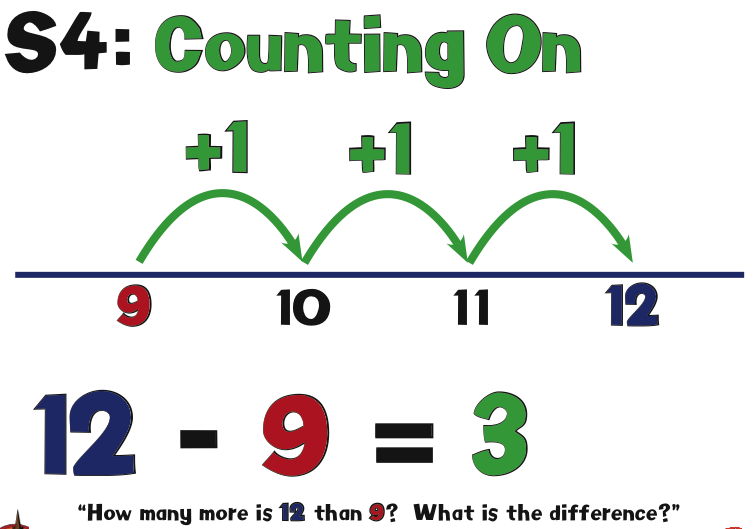 S4: Counting On
+1 +1 +1
9 10 11 12
12 - 9 = 3
“How many more is 12 than 9? What is the difference?”